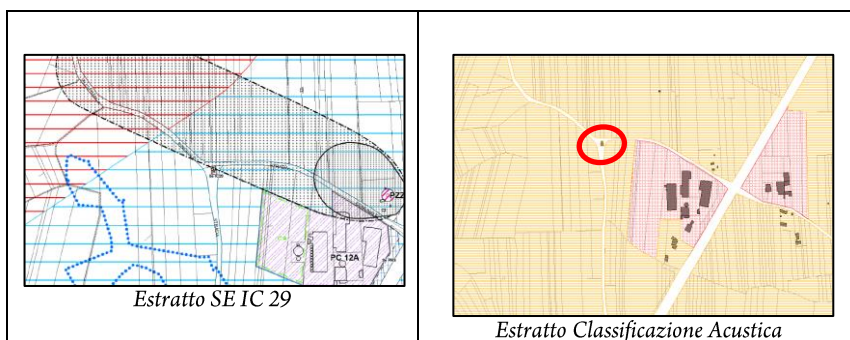 PZZ
PC 12A
Estratto SE IC 29
Estratto Classificazione Acustica